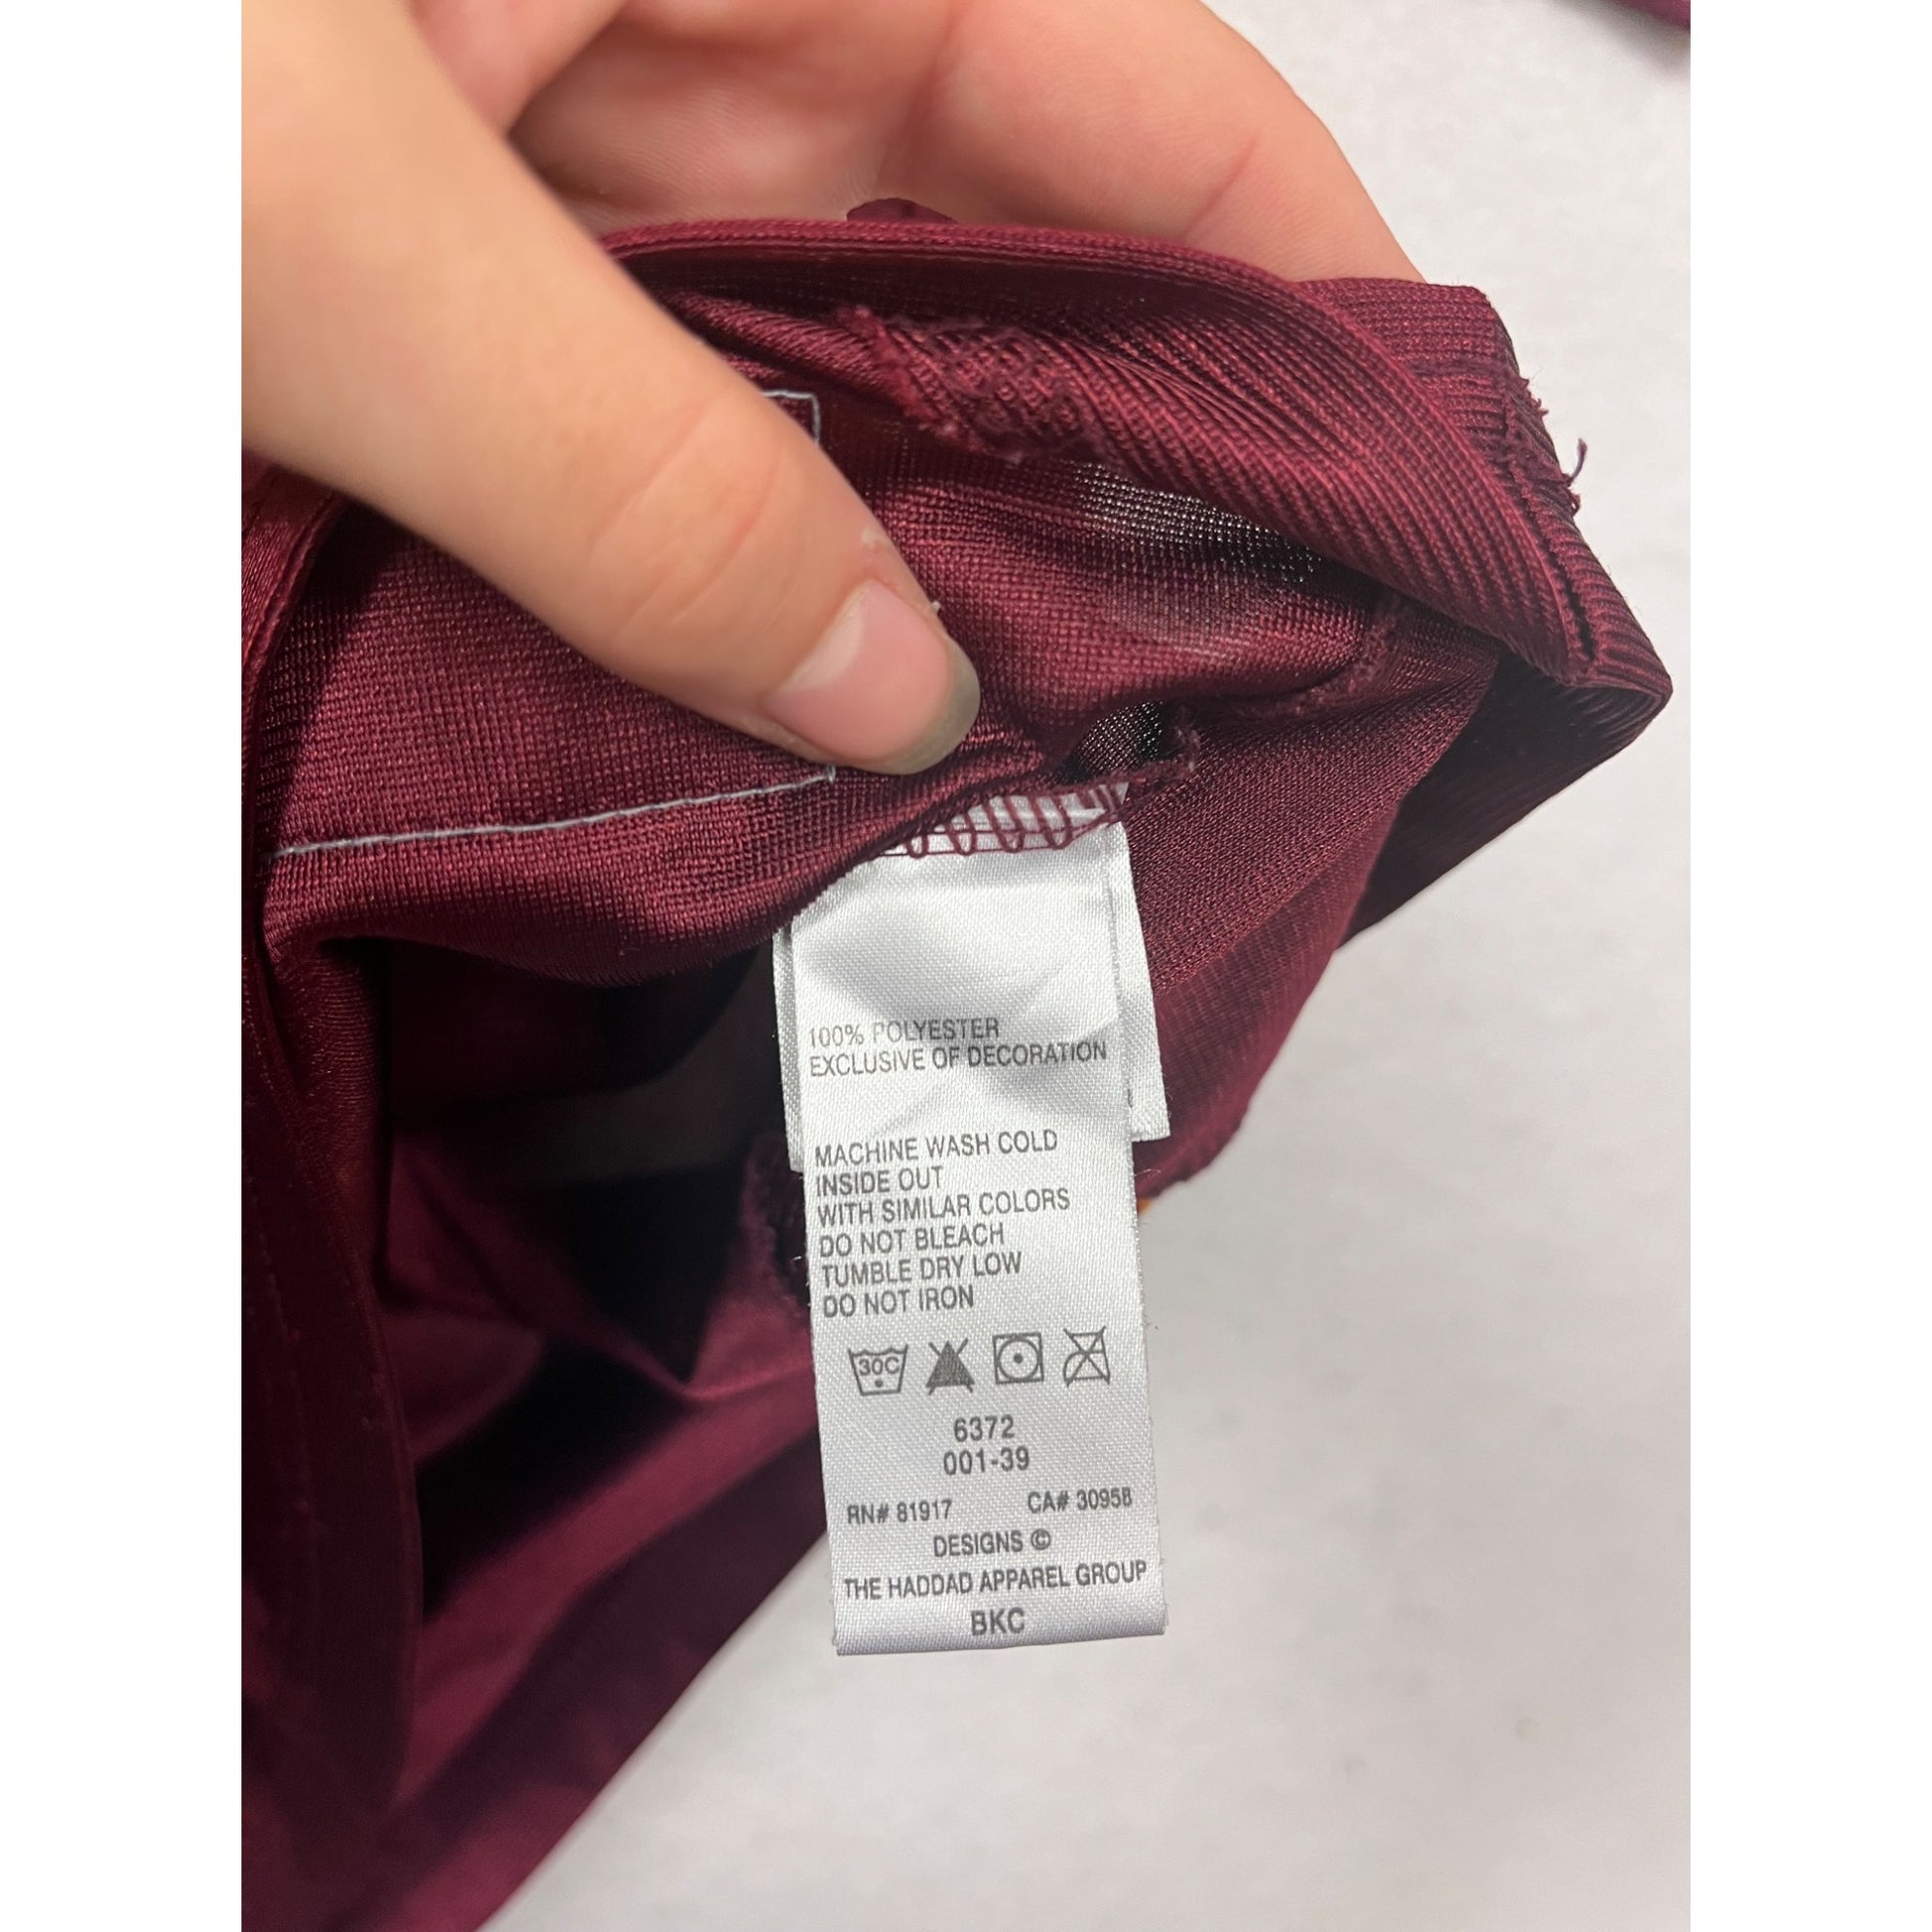 100% POLYESTER
EXCLUSIVE OF DECORATION
MACHINE WASH COLD
INSIDE OUT
WITH SIMILAR COLORS
DO NOT BLEACH
TUMBLE DRY LOW
DO NOT IRON
30C
6372
001-39
RN# 81917 CA# 30958
DESIGNS ©
THE HADDAD APPAREL GROUP
BKC